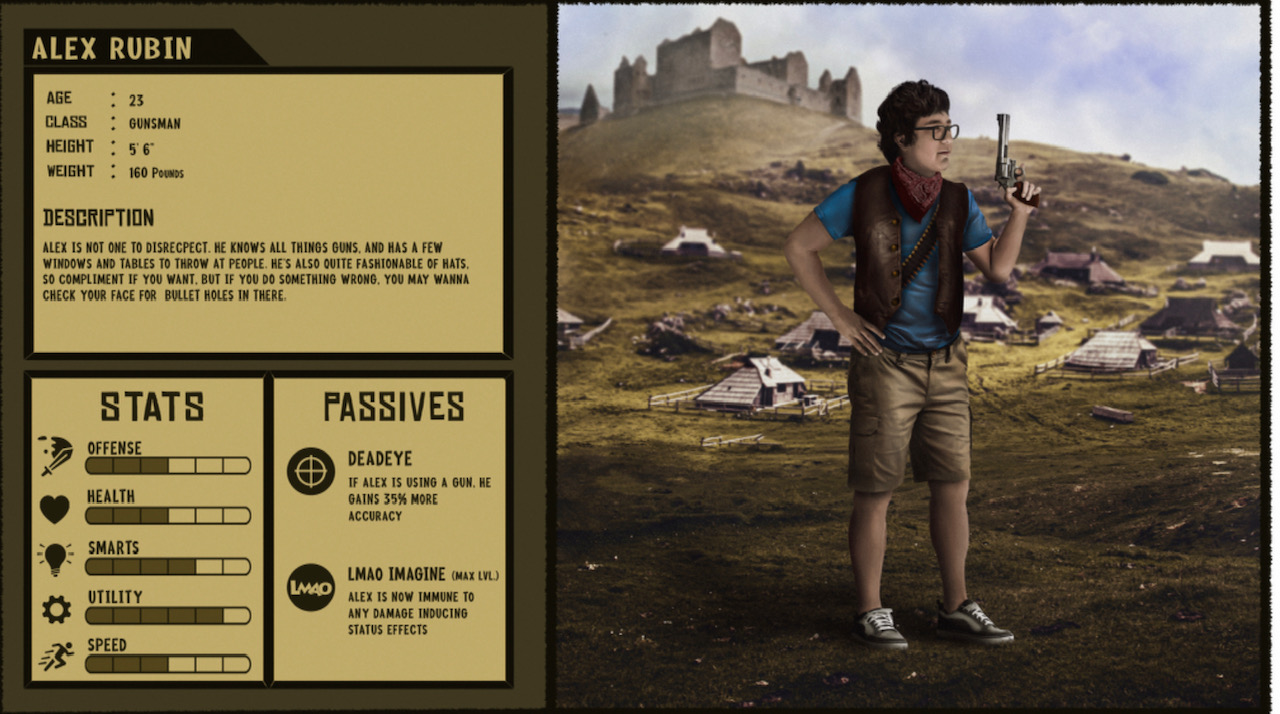 ALEX RUBIN
AGE : 23
CLASS : GUNSMAN
HEIGHT : 5' 6"
WEIGHT : 160 POUNDS
DESCRIPTION
ALEX IS NOT ONE TO DISRECPECT. HE KNOWS ALL THINGS GUNS, AND HAS A FEW
WINDOWS AND TABLES TO THROW AT PEOPLE. HE'S ALSO QUITE FASHIONABLE OF HATS,
SO COMPLIMENT IF YOU WANT, BUT IF YOU DO SOMETHING WRONG, YOU MAY WANNA
CHECK YOUR FACE FOR BULLET HOLES IN THERE.
STATS
OFFENSE
HEALTH
SMARTS
UTILITY
SPEED
PASSIVES
DEADEYE
IF ALEX IS USING A GUN, HE
GAINS 35% MORE
ACCURACY
LMAO
LMAO IMAGINE (MAX LVL.)
ALEX IS NOW IMMUNE TO
ANY DAMAGE INDUCING
STATUS EFFECTS